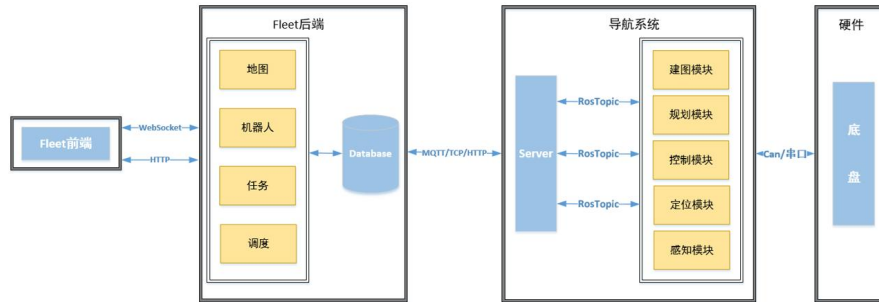 Fleet后端
导航系统
硬件
Fleet前端
WebSocket
HTTP
地图
机器人
任务
调度
Database
MQTT/TCP/HTTP
Server
RosTopic
RosTopic
RosTopic
建图模块
规划模块
控制模块
定位模块
感知模块
Can/串口
底
盘